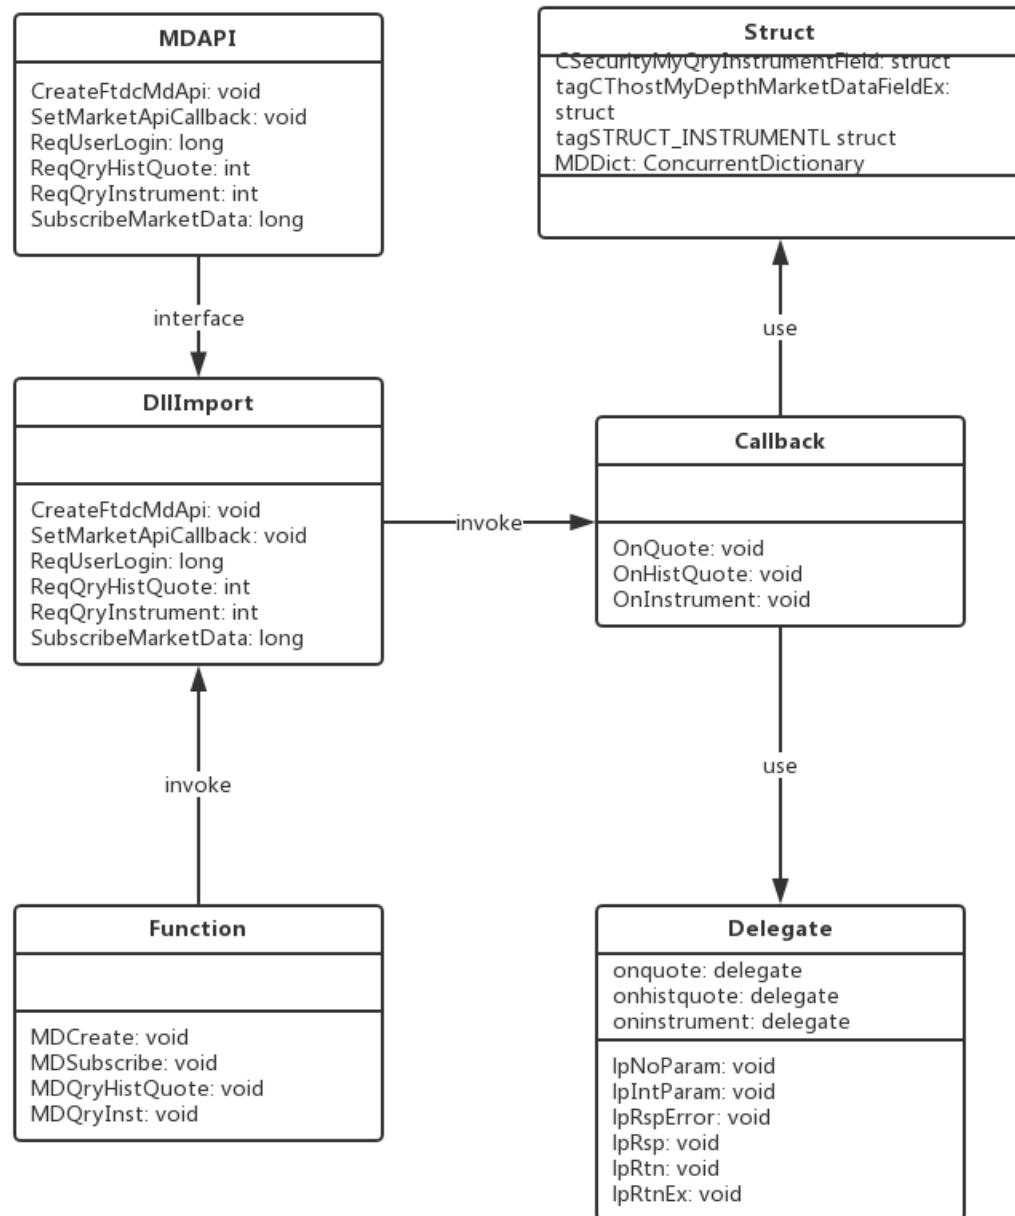 MDAPI
CreateFtdcMdApi: void
SetMarketApiCallback: void
ReqUserLogin: long
ReqQryHistQuote: int
ReqQryInstrument: int
SubscribeMarketData: long
Struct
CSecurityMyQryInstrumentField: struct
tagCThostMyDepthMarketDataFieldEx:
struct
tagSTRUCT_INSTRUMENTL struct
MDDict: ConcurrentDictionary
interface
use
DllImport
CreateFtdcMdApi: void
SetMarketApiCallback: void
ReqUserLogin: long
ReqQryHistQuote: int
ReqQryInstrument: int
SubscribeMarketData: long
invoke
Callback
OnQuote: void
OnHistQuote: void
OnInstrument: void
invoke
use
Function
MDCreate: void
MDSubscribe: void
MDQryHistQuote: void
MDQryInst: void
Delegate
onquote: delegate
onhistquote: delegate
oninstrument: delegate
lpNoParam: void
lpIntParam: void
lpRspError: void
lpRsp: void
lpRtn: void
lpRtnEx: void